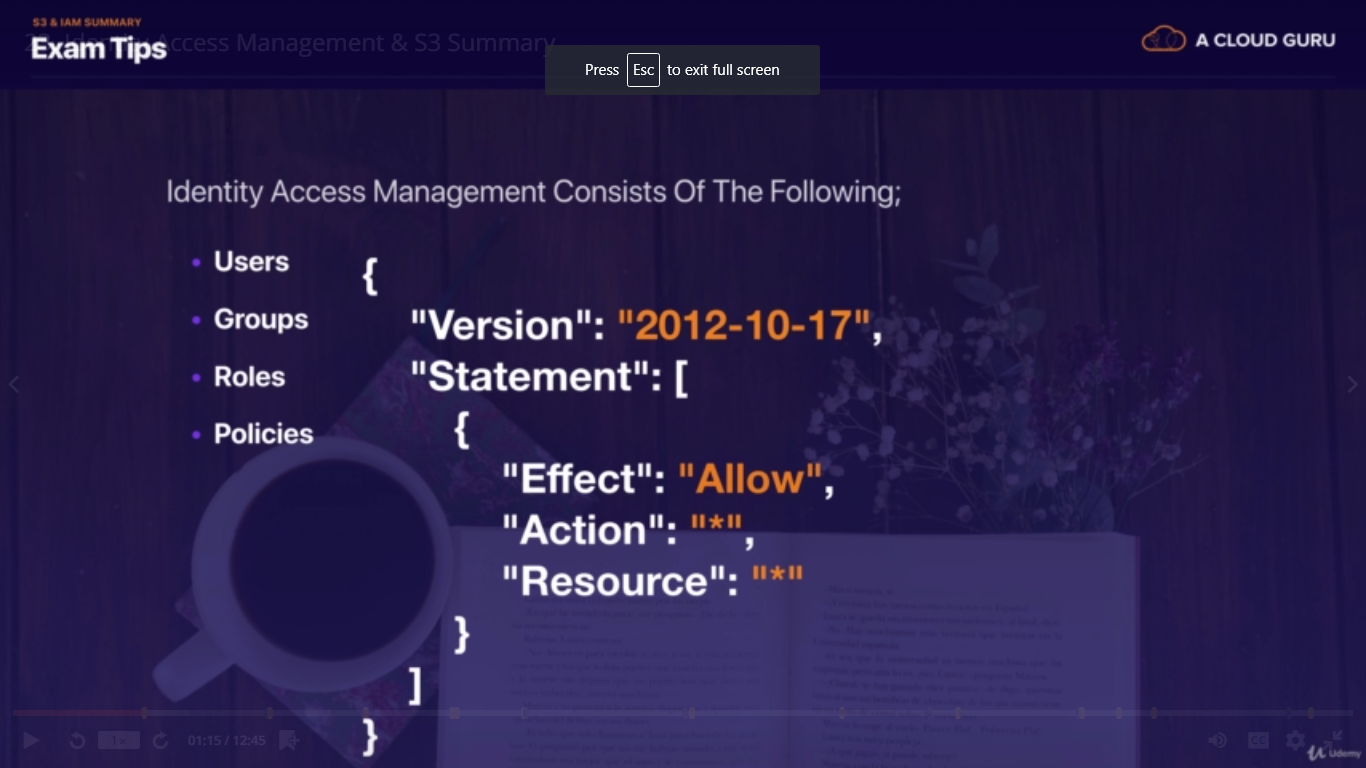 S3 & IAM SUMMARY
Exam Tips
Access Management & S3 Summary
A CLOUD GURU
Press Esc to exit full screen
Identity Access Management Consists Of The Following;
• Users
• Groups
• Roles
• Policies
{
"Version": "2012-10-17",
"Statement": [
{
"Effect": "Allow",
"Action": "*",
"Resource": "*"
}
]
}
1x
01:15 / 12:45
CC
Udemy